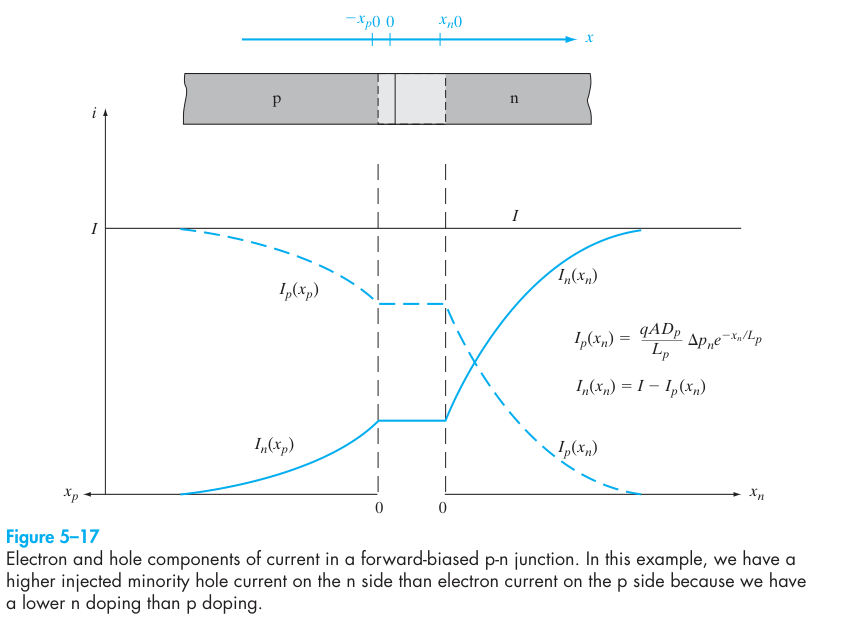 −xp0 0 xn0
x
p n
i
I
I
Ip(xp)
In(xn)
Ip(xn) = qADp/Lp Δpne−xn/Lp
In(xn) = I − Ip(xn)
In(xp)
Ip(xn)
xp xn
0 0
Figure 5–17
Electron and hole components of current in a forward-biased p-n junction. In this example, we have a
higher injected minority hole current on the n side than electron current on the p side because we have
a lower n doping than p doping.